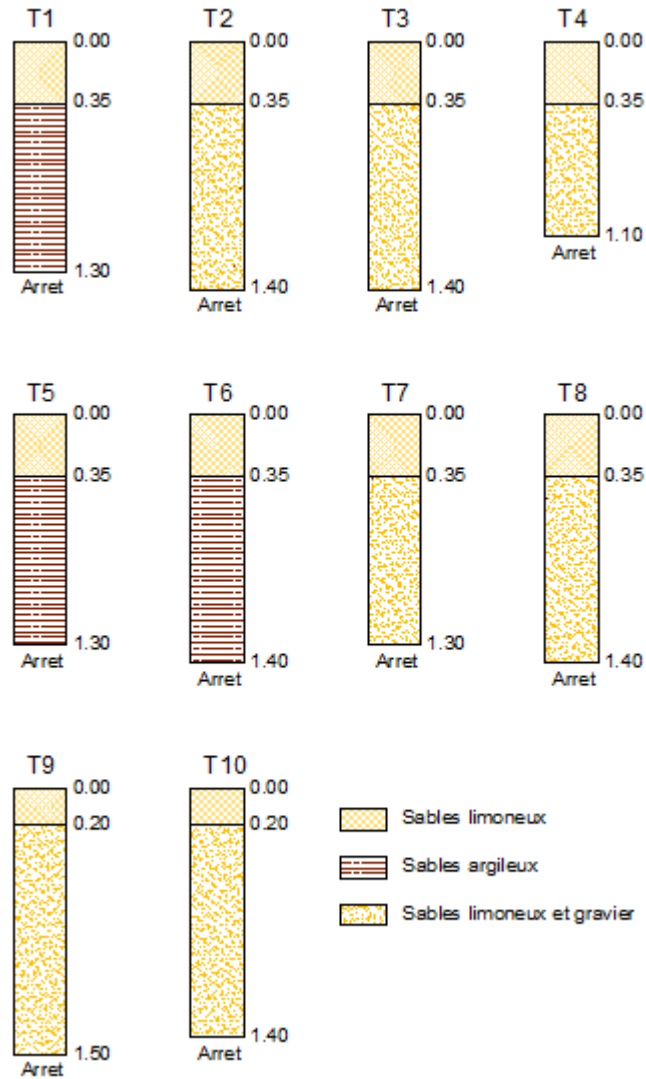 T1 T2 T3 T4
0.00 0.00 0.00 0.00
0.35 0.35 0.35 0.35
1.10
Arret
1.30
Arret
1.40 1.40
Arret Arret
T5 T6 T7 T8
0.00 0.00 0.00 0.00
0.35 0.35 0.35 0.35
1.30 1.30
Arret Arret
1.40 1.40
Arret Arret
T9 T10
0.00 0.00
0.20 0.20
Sables limoneux
Sables argileux
Sables limoneux et gravier
1.40
Arret
1.50
Arret